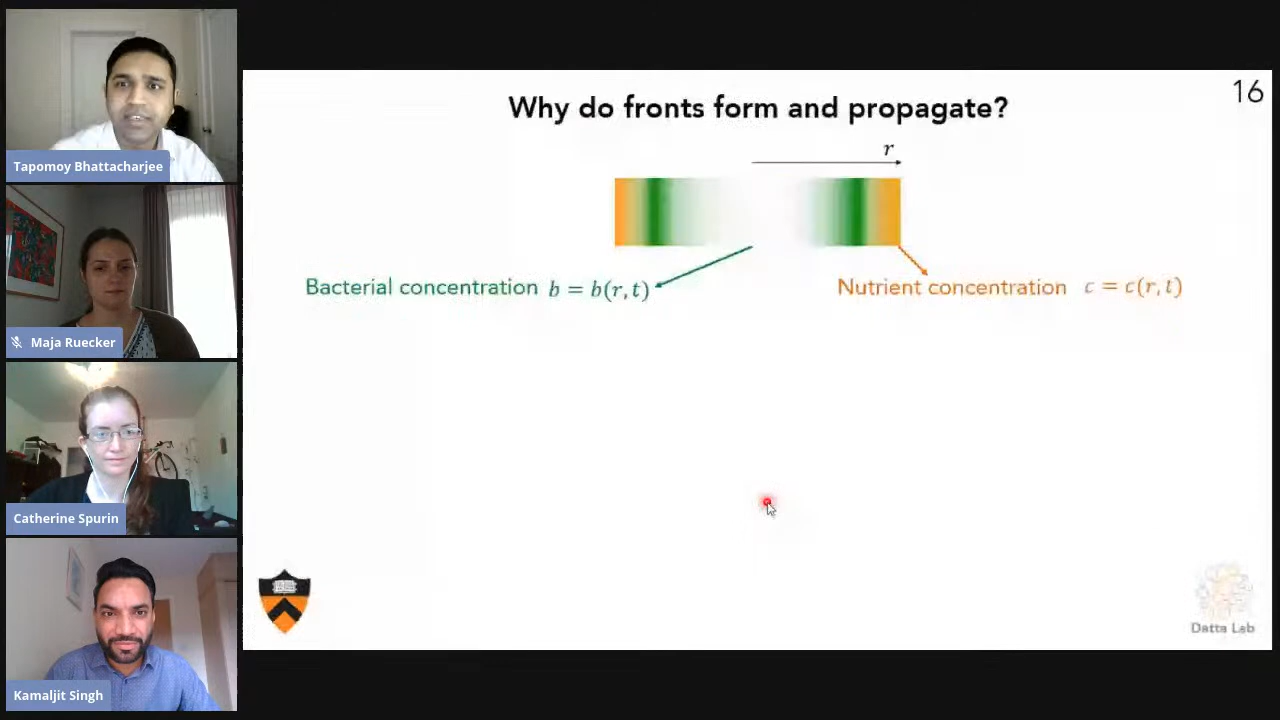 Tapomoy Bhattacharjee
Maja Ruecker
Catherine Spurin
Kamaljit Singh
16
Why do fronts form and propagate?
r
Bacterial concentration b = b(r, t)
Nutrient concentration c = c(r, t)
Datta Lab